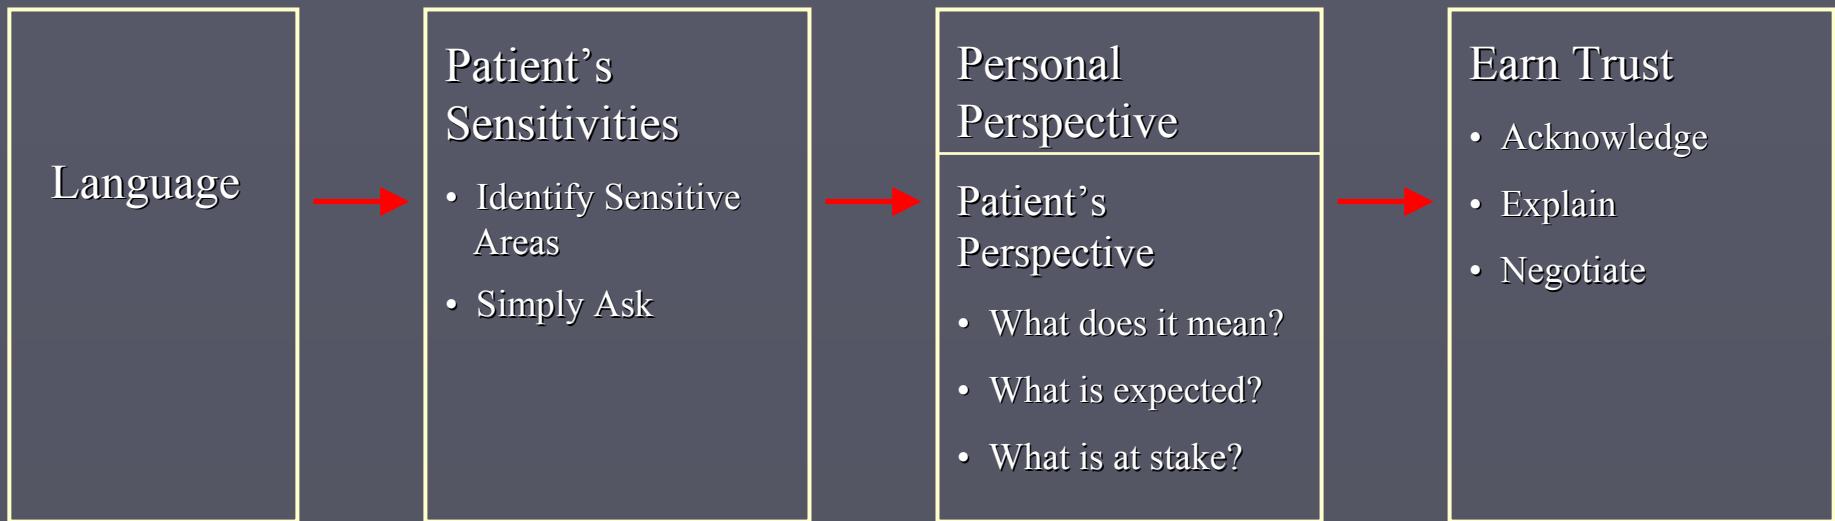 Language
Patient’s
Sensitivities
• Identify Sensitive
Areas
• Simply Ask
Personal
Perspective
Patient’s
Perspective
• What does it mean?
• What is expected?
• What is at stake?
Earn Trust
• Acknowledge
• Explain
• Negotiate